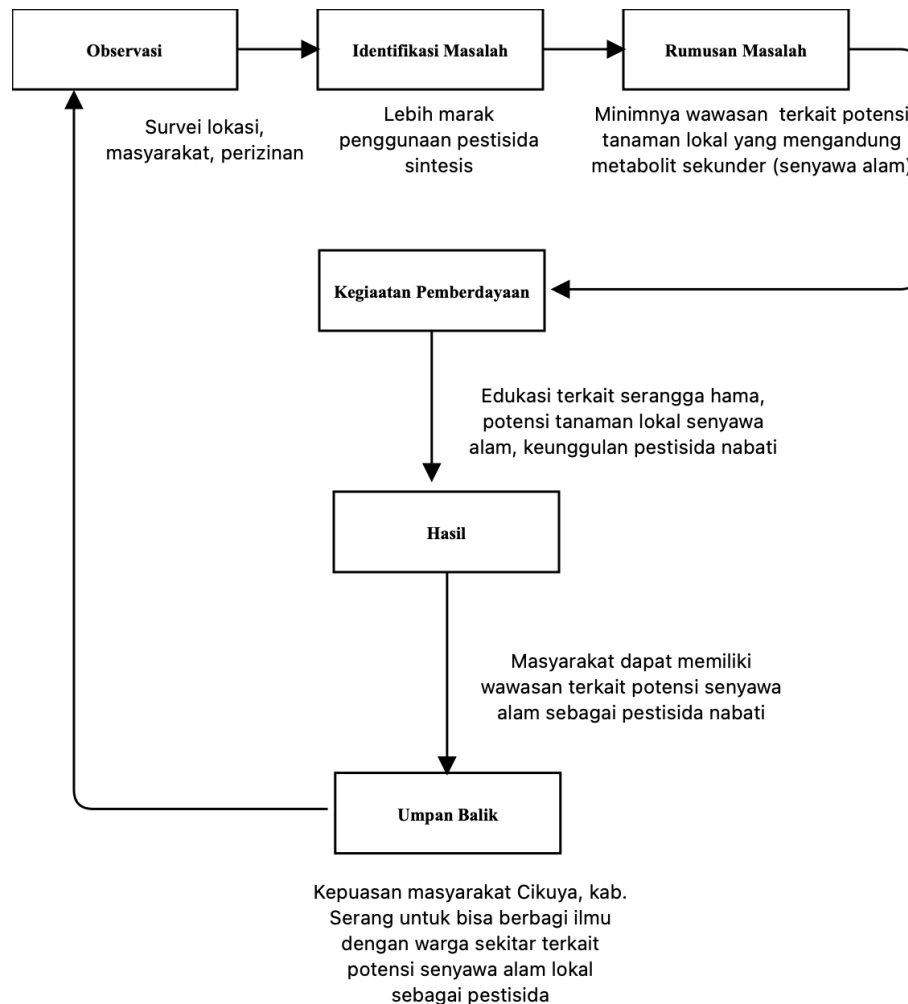 Observasi
Identifikasi Masalah
Rumusan Masalah
Survei lokasi,
masyarakat, perizinan
Lebih marak
penggunaan pestisida
sintesis
Minimnya wawasan terkait potensi
tanaman lokal yang mengandung
metabolit sekunder (senyawa alam)
Kegiaatan Pemberdayaan
Edukasi terkait serangga hama,
potensi tanaman lokal senyawa
alam, keunggulan pestisida nabati
Hasil
Masyarakat dapat memiliki
wawasan terkait potensi senyawa
alam sebagai pestisida nabati
Umpan Balik
Kepuasan masyarakat Cikuya, kab.
Serang untuk bisa berbagi ilmu
dengan warga sekitar terkait
potensi senyawa alam lokal
sebagai pestisida